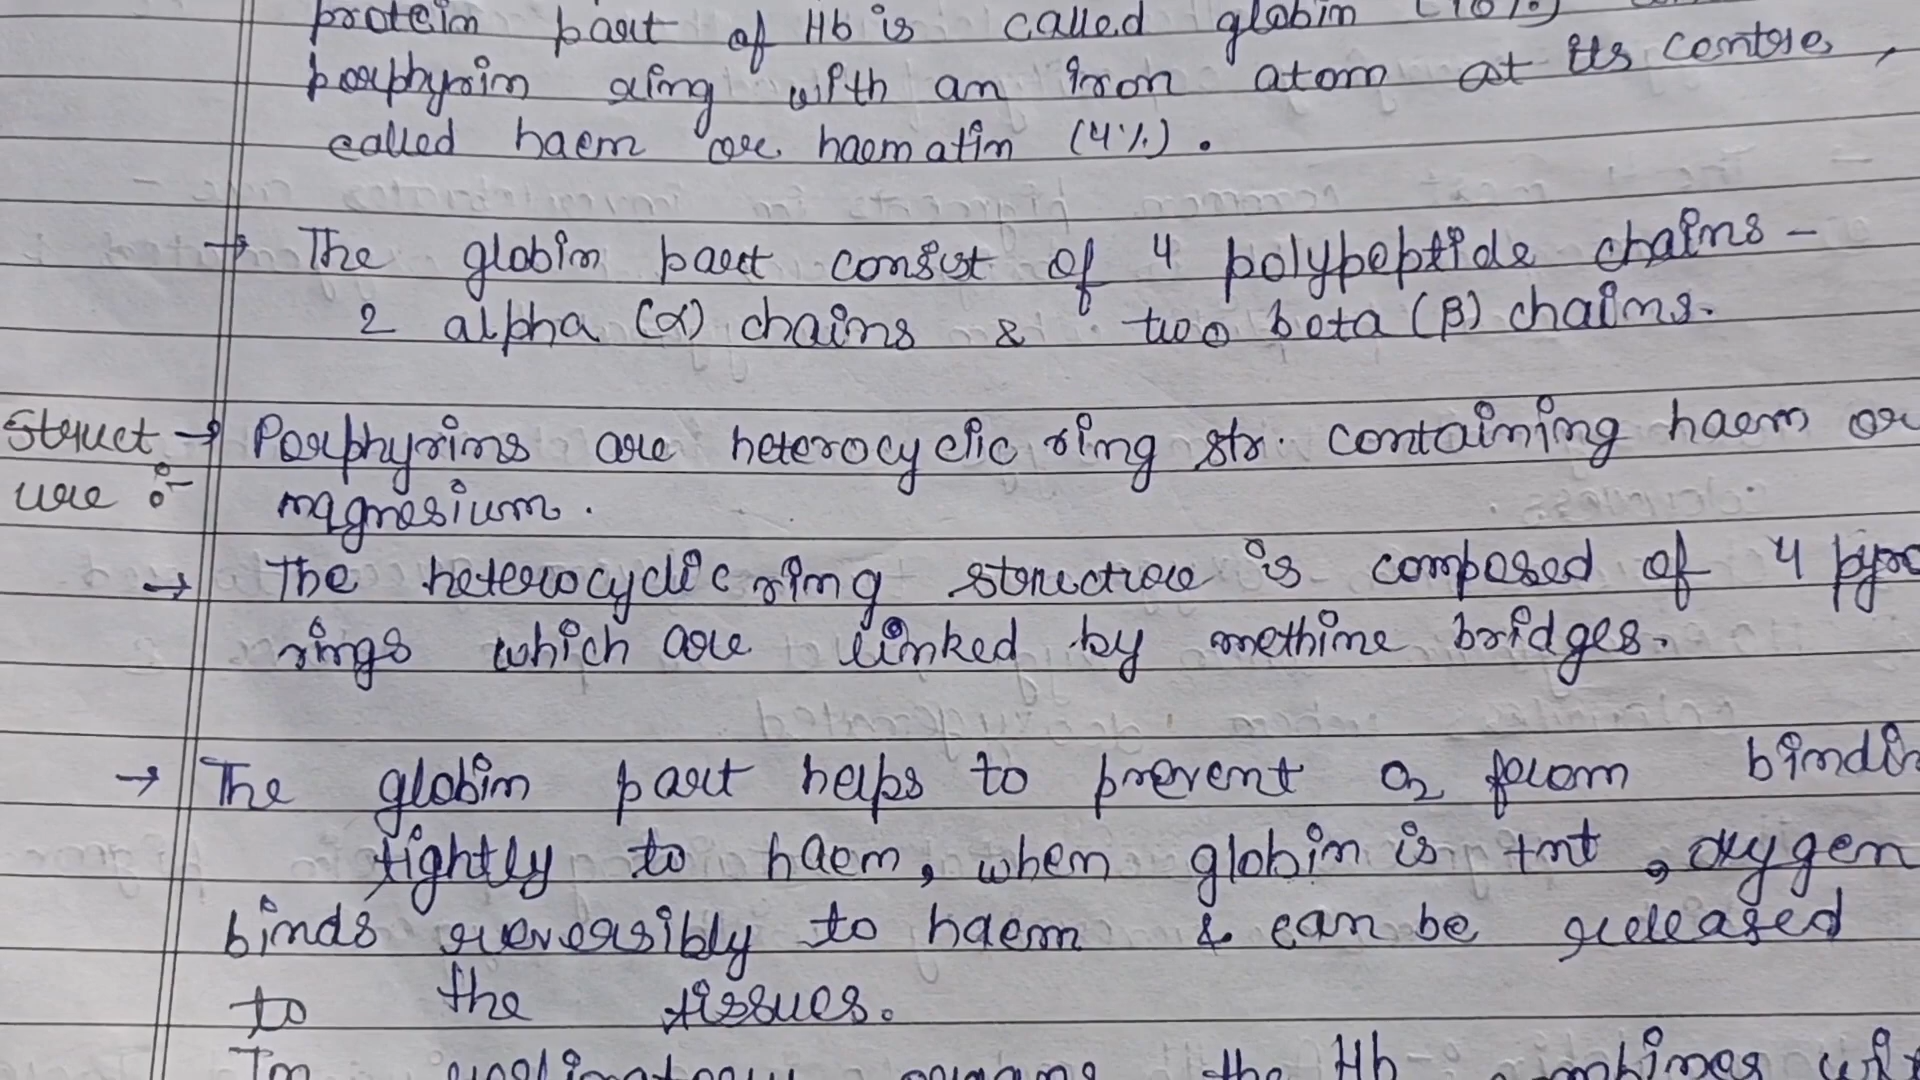 protein part of Hb is called globin
porphyrin ring with an iron atom at its centre,
called haem or haematin (4%).
→ The globin part consist of 4 polypeptide chains -
2 alpha (α) chains & two beta (β) chains.
Struct → Porphyrins are heterocyclic ring str. containing haem or
ure :- magnesium.
→ The heterocyclic ring structure is composed of 4
rings which are linked by methine bridges.
→ The globin part helps to prevent O2 from
tightly to haem, when globin is tnt, oxygen
binds reversibly to haem & can be released
to the tissues.
In the Hb